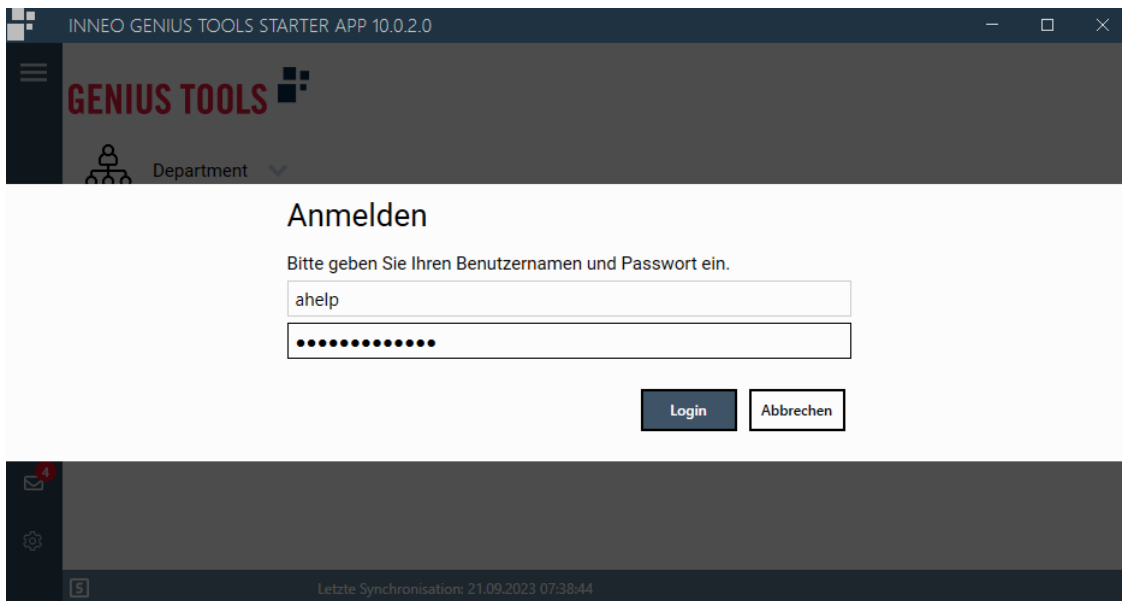 INNEO GENIUS TOOLS STARTER APP 10.0.2.0
GENIUS TOOLS
Department
Anmelden
Bitte geben Sie Ihren Benutzernamen und Passwort ein.
ahelp
•••••••••••••
Login
Abbrechen
4
S
Letzte Synchronisation: 21.09.2023 07:38:44